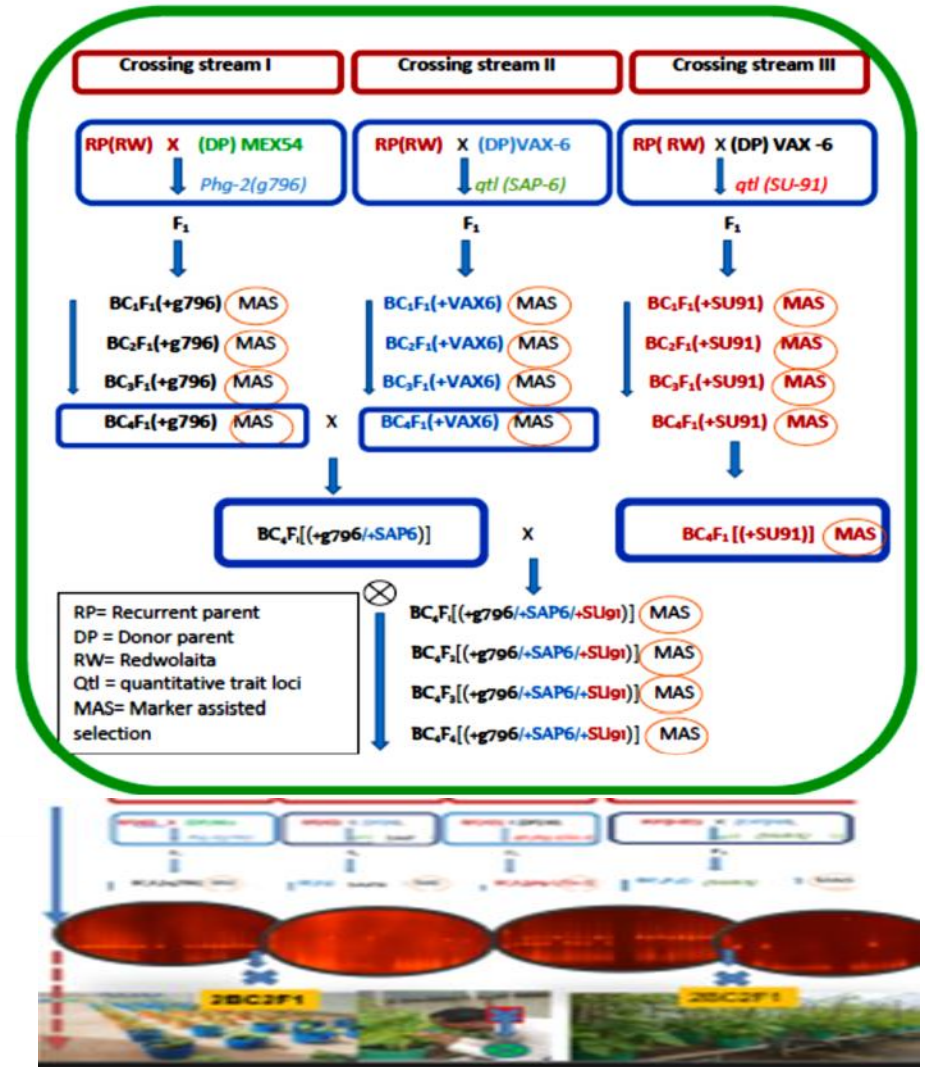 Crossing stream I Crossing stream II Crossing stream III
RP(RW) X (DP) MEX54 RP(RW) X (DP)VAX-6 RP( RW) X (DP) VAX -6
Phg-2(g796) qtl (SAP-6) qtl (SU-91)
F₁ F₁ F₁
BC₁F₁(+g796) MAS BC₁F₁(+VAX6) MAS BC₁F₁(+SU91) MAS
BC₂F₁(+g796) MAS BC₂F₁(+VAX6) MAS BC₂F₁(+SU91) MAS
BC₃F₁(+g796) MAS BC₃F₁(+VAX6) MAS BC₃F₁(+SU91) MAS
BC₄F₁(+g796) MAS X BC₄F₁(+VAX6) MAS BC₄F₁(+SU91) MAS
BC₄F₁[(+g796/+SAP6)] X BC₄F₁ [(+SU91)] MAS
RP= Recurrent parent
DP = Donor parent
RW= Redwolaita
Qtl = quantitative trait loci
MAS= Marker assisted
selection
BC₄F₁[(+g796/+SAP6/+SU91)] MAS
BC₄F₂[(+g796/+SAP6/+SU91)] MAS
BC₄F₃[(+g796/+SAP6/+SU91)] MAS
BC₄F₄[(+g796/+SAP6/+SU91)] MAS
2BC2F1 2BC2F1